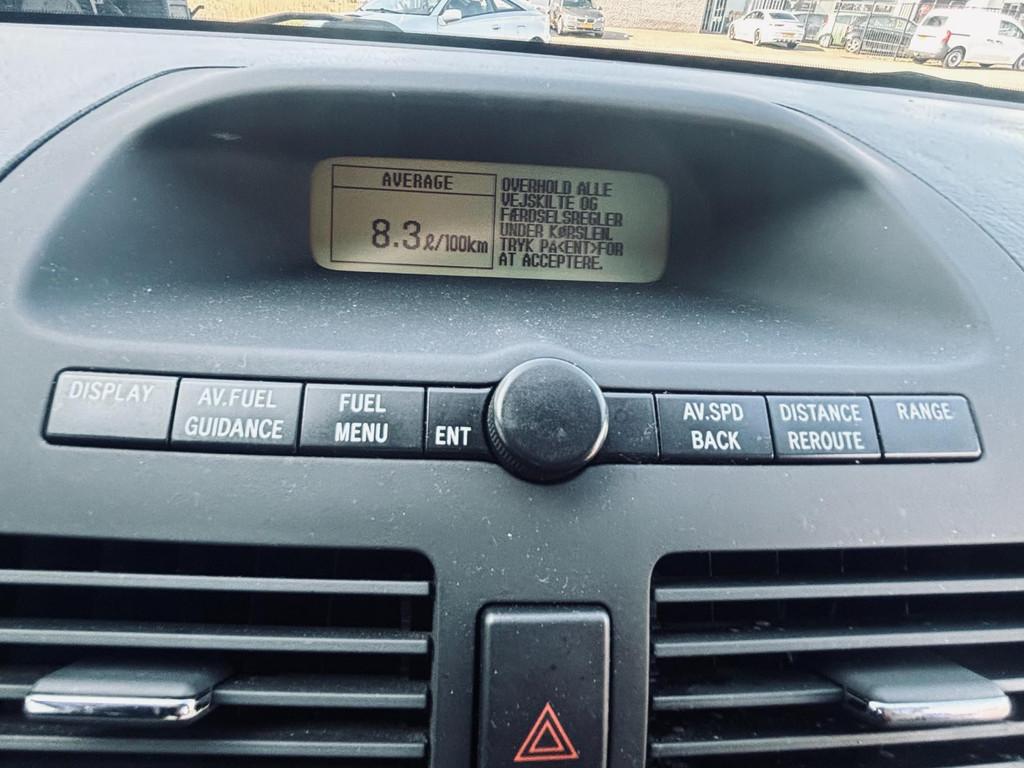 AVERAGE
8.3ℓ/100km
OVERHOLD ALLE
VEJSKILTE OG
FÆRDSELSREGLER
UNDER KØRSLEN.
TRYK PÅ<ENT>FOR
AT ACCEPTERE.
DISPLAY
AV.FUEL
GUIDANCE
FUEL
MENU
ENT
AV.SPD
BACK
DISTANCE
REROUTE
RANGE